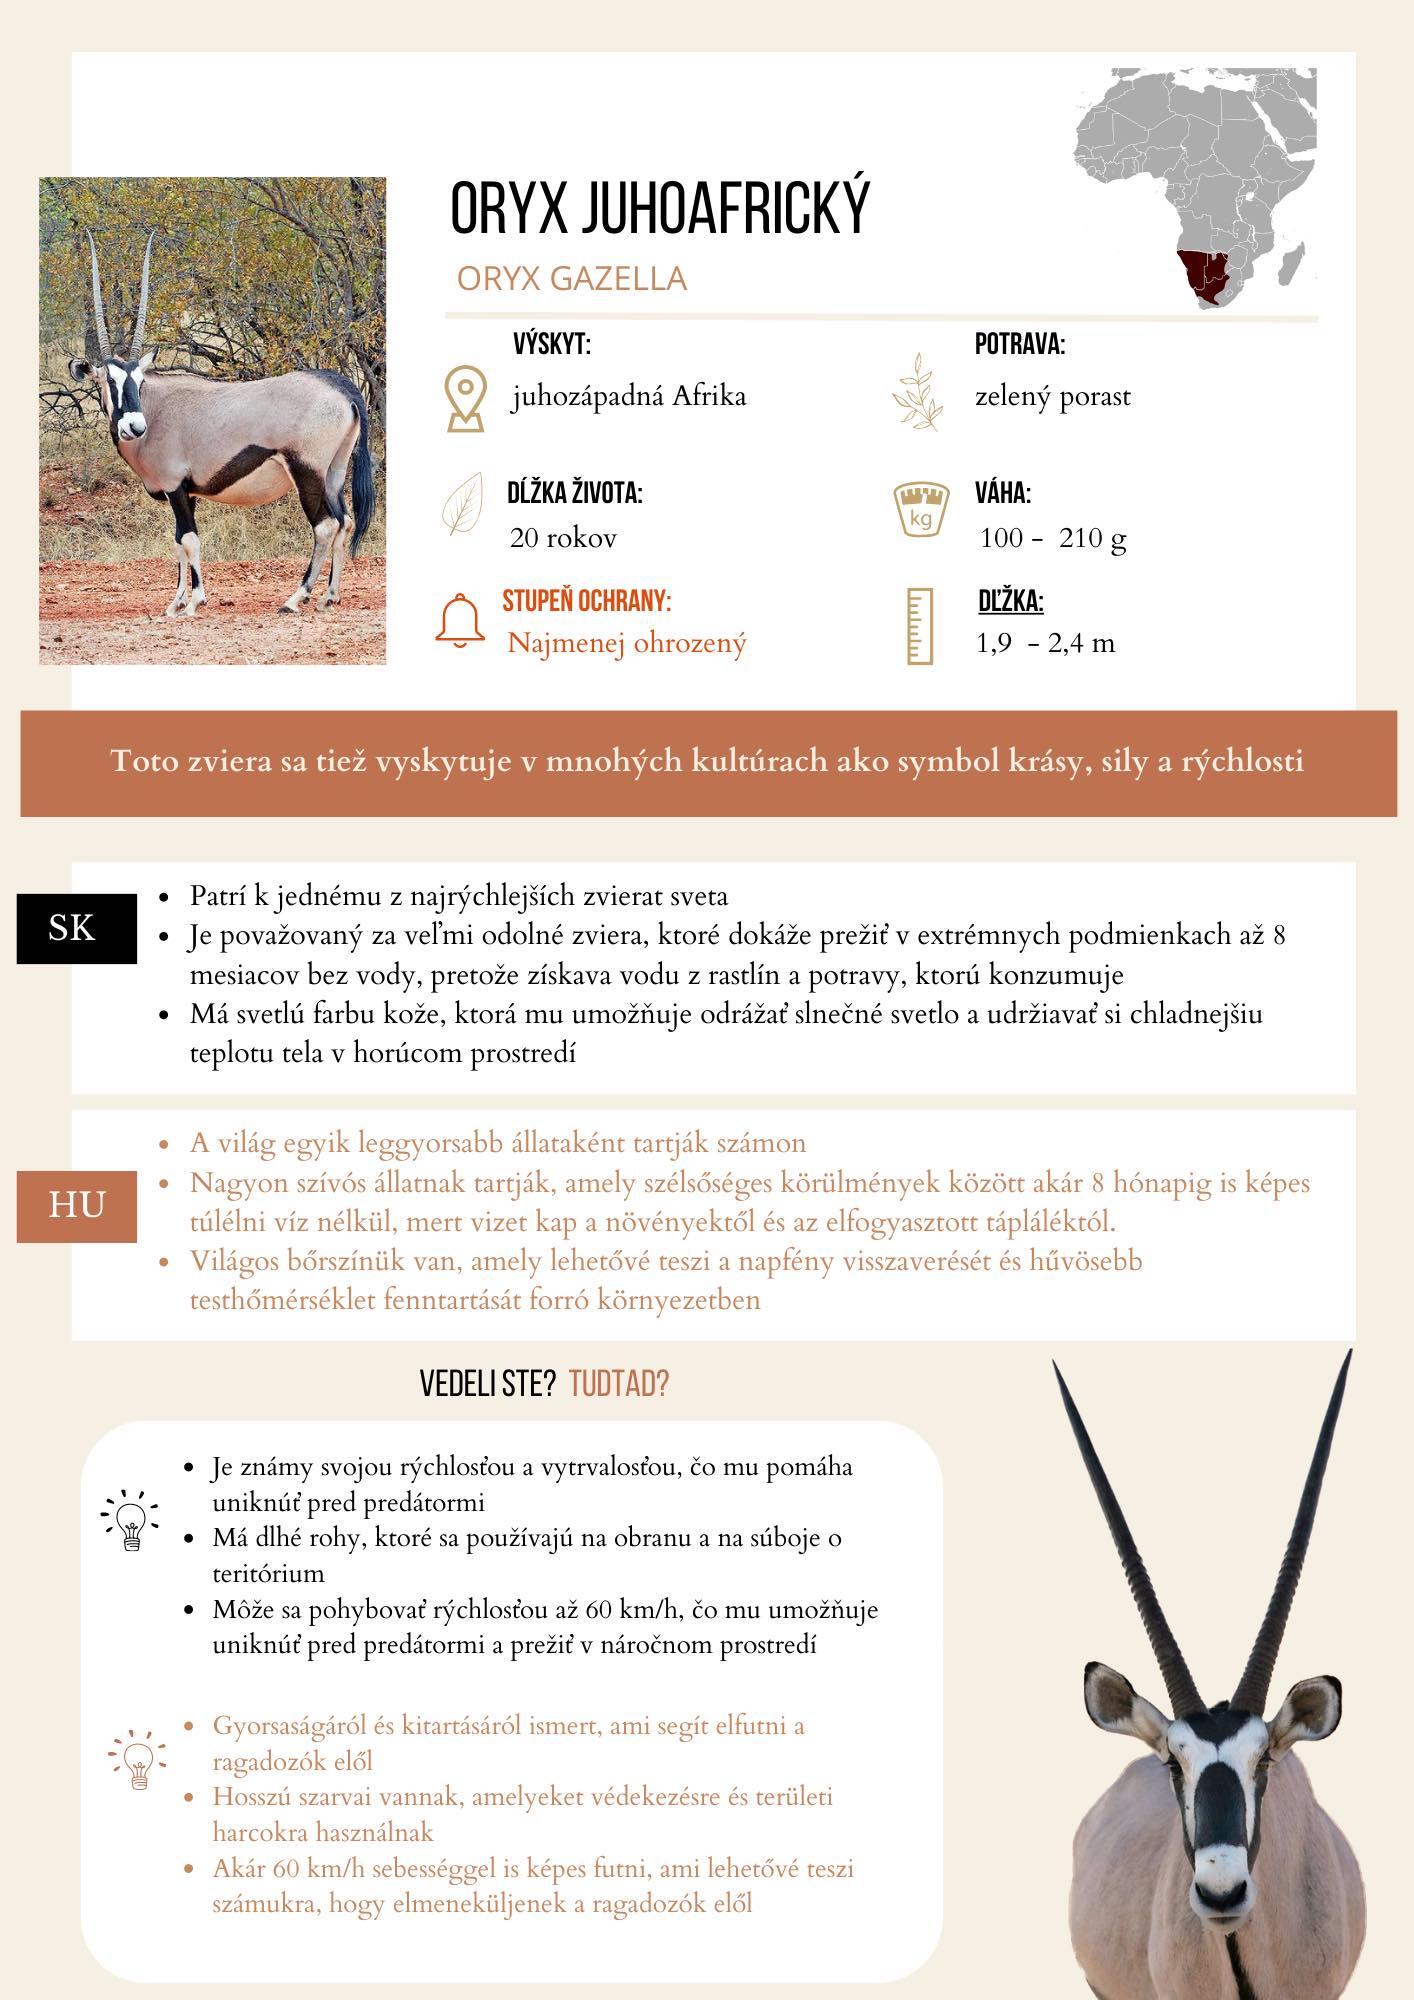 ORYX JUHOAFRICKÝ
ORYX GAZELLA
VÝSKYT:
juhozápadná Afrika
POTRAVA:
zelený porast
DĹŽKA ŽIVOTA:
20 rokov
kg
VÁHA:
100 - 210 g
STUPEŇ OCHRANY:
Najmenej ohrozený
DĽŽKA:
1,9 - 2,4 m
Toto zviera sa tiež vyskytuje v mnohých kultúrach ako symbol krásy, sily a rýchlosti
SK
• Patrí k jednému z najrýchlejších zvierat sveta
• Je považovaný za veľmi odolné zviera, ktoré dokáže prežiť v extrémnych podmienkach až 8
mesiacov bez vody, pretože získava vodu z rastlín a potravy, ktorú konzumuje
• Má svetlú farbu kože, ktorá mu umožňuje odrážať slnečné svetlo a udržiavať si chladnejšiu
teplotu tela v horúcom prostredí
HU
• A világ egyik leggyorsabb állataként tartják számon
• Nagyon szívós állatnak tartják, amely szélsőséges körülmények között akár 8 hónapig is képes
túlélni víz nélkül, mert vizet kap a növényektől és az elfogyasztott tápláléktól.
• Világos bőrszínük van, amely lehetővé teszi a napfény visszaverését és hűvösebb
testhőmérséklet fenntartását forró környezetben
VEDELI STE? TUDTAD?
• Je známy svojou rýchlosťou a vytrvalosťou, čo mu pomáha
uniknúť pred predátormi
• Má dlhé rohy, ktoré sa používajú na obranu a na súboje o
teritórium
• Môže sa pohybovať rýchlosťou až 60 km/h, čo mu umožňuje
uniknúť pred predátormi a prežiť v náročnom prostredí
• Gyorsaságáról és kitartásáról ismert, ami segít elfutni a
ragadozók elől
• Hosszú szarvai vannak, amelyeket védekezésre és területi
harcokra használnak
• Akár 60 km/h sebességgel is képes futni, ami lehetővé teszi
számukra, hogy elmeneküljenek a ragadozók elől